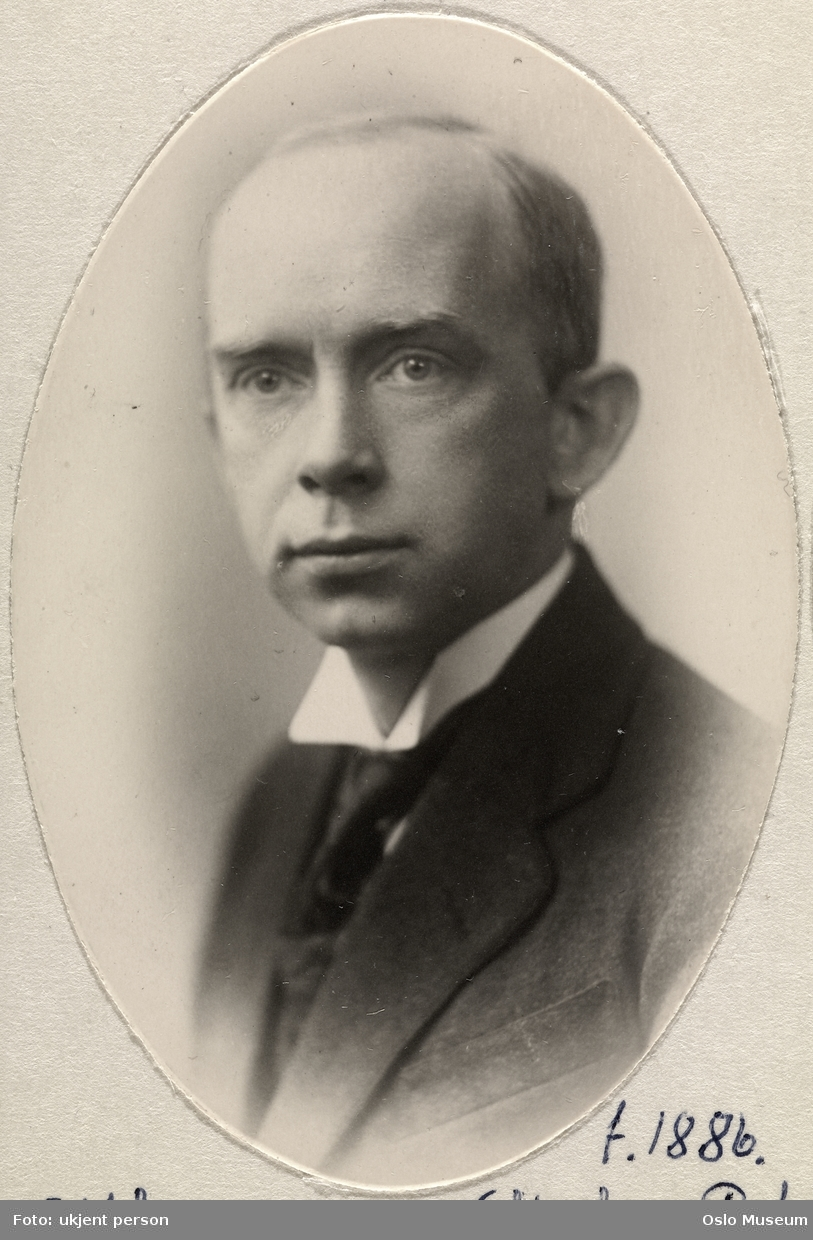 f. 1886.
Foto: ukjent person
Oslo Museum